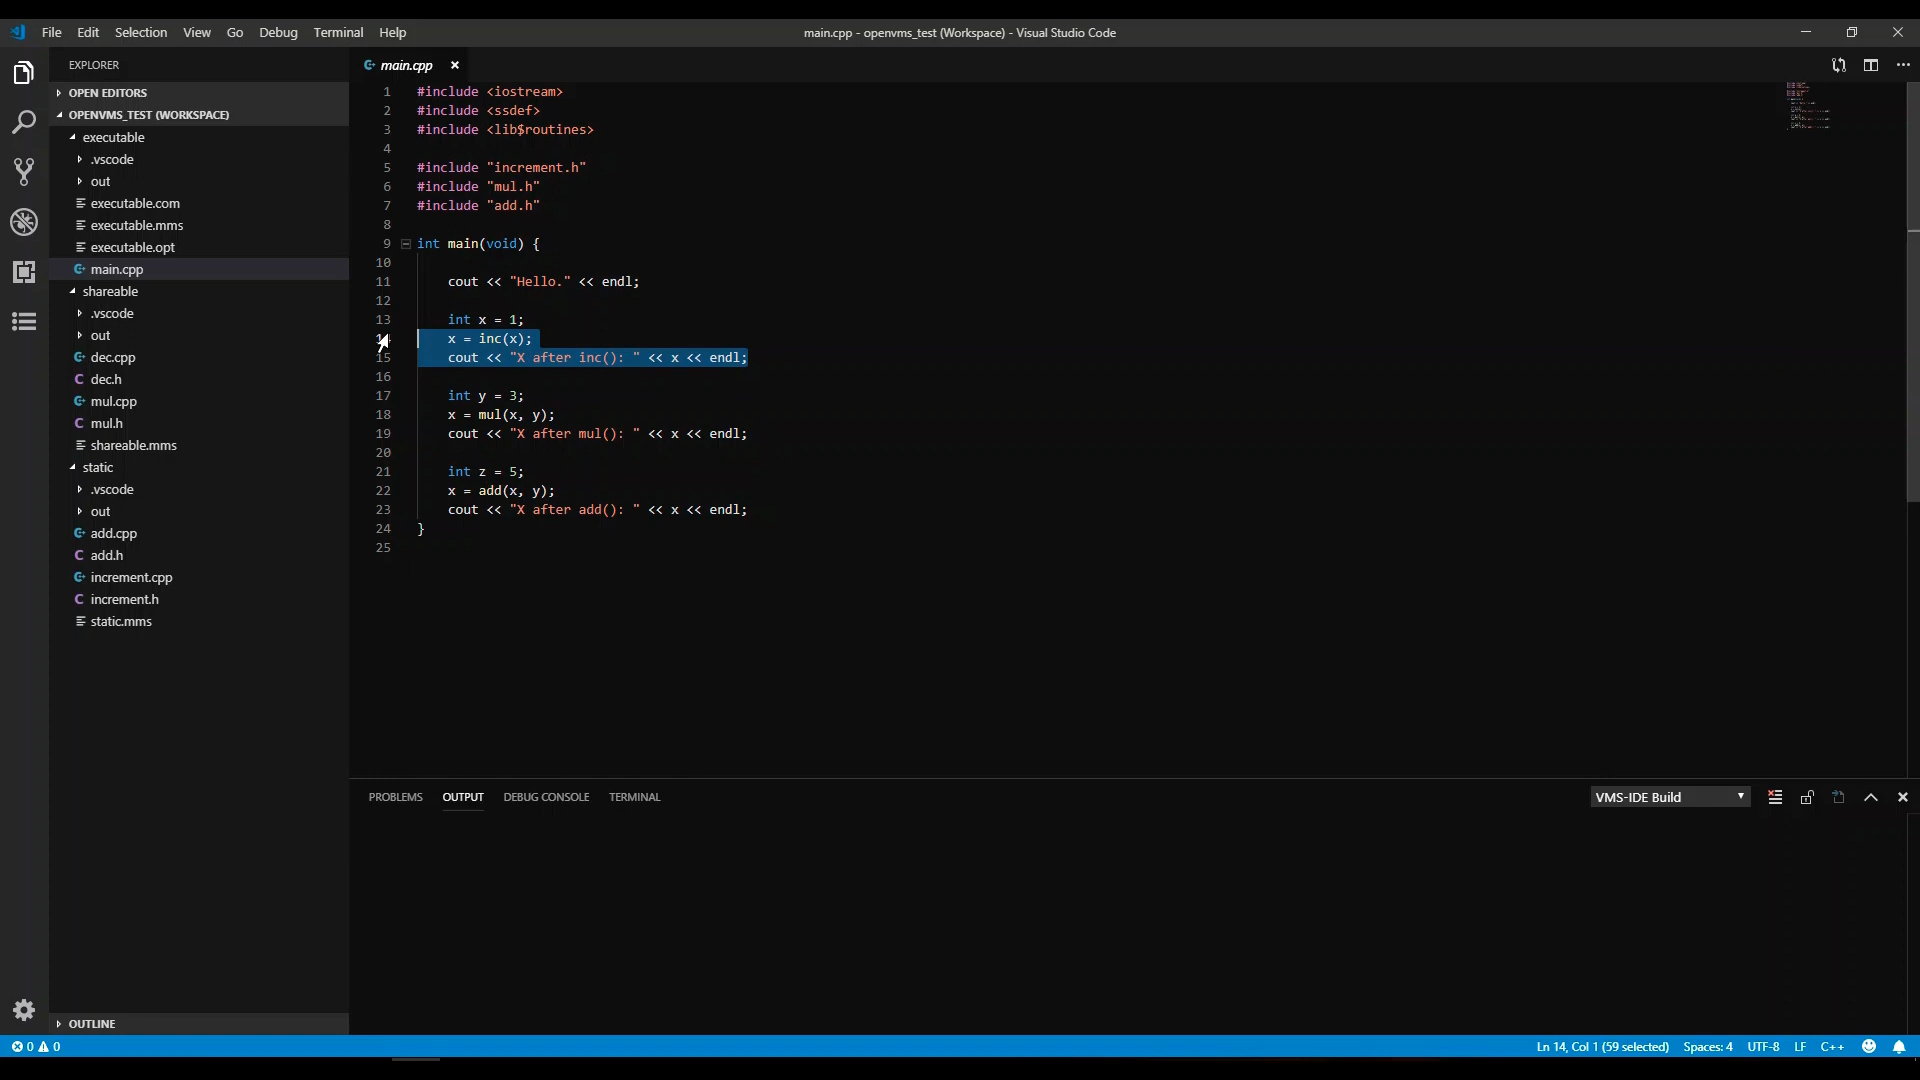 File Edit Selection View Go Debug Terminal Help
main.cpp - openvms_test (Workspace) - Visual Studio Code
EXPLORER
OPEN EDITORS
OPENVMS_TEST (WORKSPACE)
executable
.vscode
out
executable.com
executable.mms
executable.opt
main.cpp
shareable
.vscode
out
dec.cpp
dec.h
mul.cpp
mul.h
shareable.mms
static
.vscode
out
add.cpp
add.h
increment.cpp
increment.h
static.mms
OUTLINE
main.cpp
1 #include <iostream>
2 #include <ssdef>
3 #include <lib$routines>
4
5 #include "increment.h"
6 #include "mul.h"
7 #include "add.h"
8
9 int main(void) {
10
11 cout << "Hello." << endl;
12
13 int x = 1;
14 x = inc(x);
15 cout << "X after inc(): " << x << endl;
16
17 int y = 3;
18 x = mul(x, y);
19 cout << "X after mul(): " << x << endl;
20
21 int z = 5;
22 x = add(x, y);
23 cout << "X after add(): " << x << endl;
24 }
25
PROBLEMS OUTPUT DEBUG CONSOLE TERMINAL
VMS-IDE Build
0 0
Ln 14, Col 1 (59 selected) Spaces: 4 UTF-8 LF C++